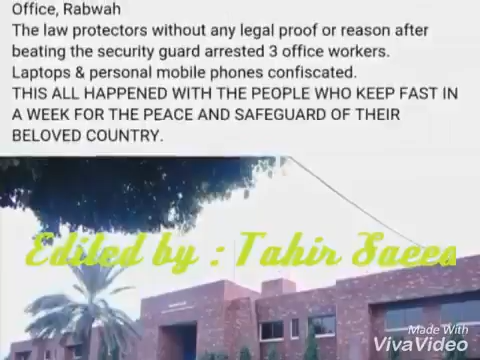 Office, Rabwah
The law protectors without any legal proof or reason after
beating the security guard arrested 3 office workers.
Laptops & personal mobile phones confiscated.
THIS ALL HAPPENED WITH THE PEOPLE WHO KEEP FAST IN
A WEEK FOR THE PEACE AND SAFEGUARD OF THEIR
BELOVED COUNTRY.
Edited by : Tahir Saees
Made With
VivaVideo